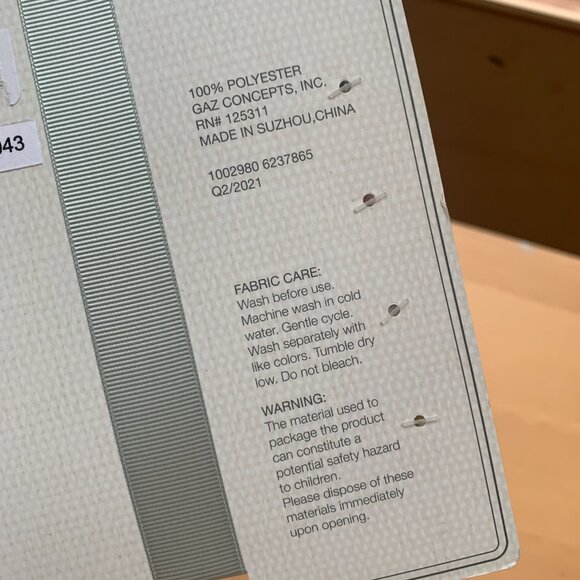 100% POLYESTER
GAZ CONCEPTS, INC.
RN# 125311
MADE IN SUZHOU,CHINA
1002980 6237865
Q2/2021
FABRIC CARE:
Wash before use.
Machine wash in cold
water. Gentle cycle.
Wash separately with
like colors. Tumble dry
low. Do not bleach.
WARNING:
The material used to
package the product
can constitute a
potential safety hazard
to children.
Please dispose of these
materials immediately
upon opening.